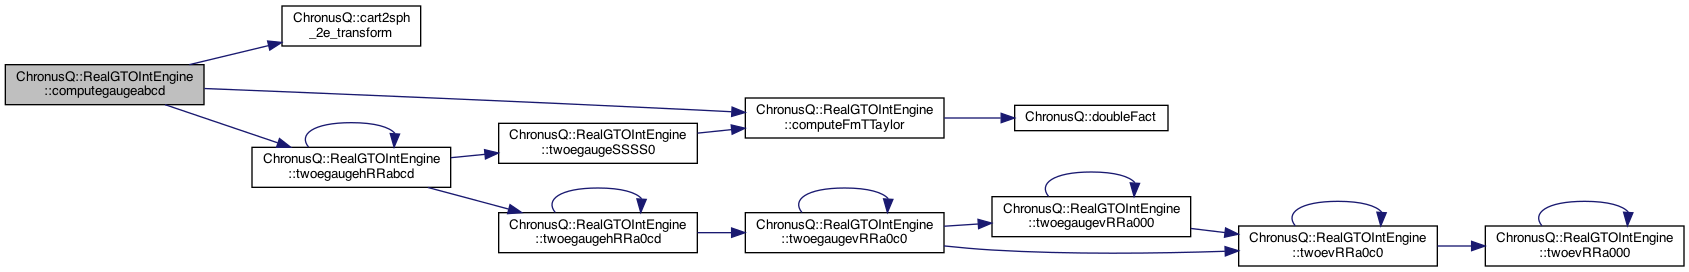 ChronusQ::cart2sph
_2e_transform
ChronusQ::RealGTOIntEngine
::computegaugeabcd
ChronusQ::RealGTOIntEngine
::computeFmTTaylor
ChronusQ::doubleFact
ChronusQ::RealGTOIntEngine
::twoegaugeSSSS0
ChronusQ::RealGTOIntEngine
::twoegaugehRRabcd
ChronusQ::RealGTOIntEngine
::twoegaugehRRa0cd
ChronusQ::RealGTOIntEngine
::twoegaugevRRa0c0
ChronusQ::RealGTOIntEngine
::twoegaugevRRa000
ChronusQ::RealGTOIntEngine
::twoevRRa0c0
ChronusQ::RealGTOIntEngine
::twoevRRa000